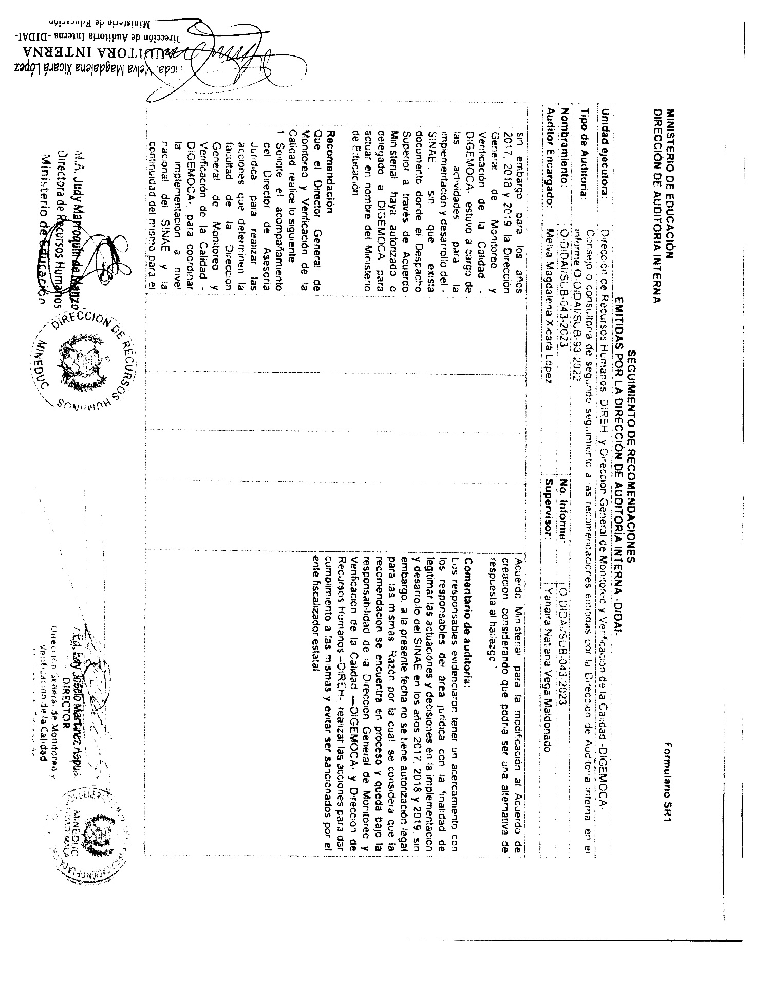 MINISTERIO DE EDUCACIÓN
DIRECCIÓN DE AUDITORIA INTERNA
Formulario SR1
SEGUIMIENTO DE RECOMENDACIONES
EMITIDAS POR LA DIRECCIÓN DE AUDITORÍA INTERNA -DIDAI-
Unidad ejecutora: Dirección de Recursos Humanos DIREH y Dirección General de Monitoreo y Verificación de la Calidad -DIGEMOCA-
Tipo de Auditoria: Consejo o consultoria de segundo seguimiento a las recomendaciones emitidas por la Dirección de Auditoria interna en el
informe O-DIDAI/SUB-93-2022
Nombramiento: O-DIDAI/SUB-043-2023 No. Informe: O-DIDAI/SUB-043-2023
Auditor Encargado: Melva Magdalena Xicará Lopez Supervisor: Yahaira Natiana Vega Maldonado
sin embargo para los años
2017, 2018 y 2019, la Dirección
General de Monitoreo y
Verificación de la Calidad -
DIGEMOCA- estuvo a cargo de
las actividades para la
implementación y desarrollo del -
SINAE-, sin que exista
documento donde el Despacho
Superior a través de Acuerdo
Ministerial haya autorizado o
delegado a DIGEMOCA para
actuar en nombre del Ministerio
de Educación
Recomendación
Que el Director General de
Monitoreo y Verificación de la
Calidad, realice lo siguiente
1 Solicite el acompañamiento
del Director de Asesoria
Juridica para realizar las
acciones que determinen la
facultad de la Dirección
General de Monitoreo y
Verificación de la Calidad -
DIGEMOCA- para coordinar
la implementación a nivel
nacional del SINAE y la
continuidad del mismo para el
Acuerdo Ministerial para la modificación al Acuerdo de
creación, considerando que podria ser una alternativa de
respuesta al hallazgo "
Comentario de auditoria:
Los responsables evidenciaron tener un acercamiento con
los responsables del área juridica con la finalidad de
legitimar las actuaciones y decisiones en la implementación
y desarrollo del SINAE en los años 2017, 2018 y 2019, sin
embargo a la presente fecha no se tiene autorización legal
para las mismas Razón por la cual se considera que la
recomendación se encuentra en proceso y queda bajo la
responsabilidad de la Dirección General de Monitoreo y
Verificación de la Calidad —DIGEMOCA- y Dirección de
Recursos Humanos –DIREH-, realizar las acciones para dar
cumplimiento a las mismas y evitar ser sancionados por el
ente fiscalizador estatal
Licda. Melva Magdalena Xicará López
AUDITORA INTERNA
Dirección de Auditoría Interna -DIDAI-
Ministerio de Educación
M.A. Judy Marroquín de Manzo
Directora de Recursos Humanos
Ministerio de Educación
DIRECCIÓN DE RECURSOS HUMANOS
MINEDUC
Joselo Martínez Aspuá
DIRECTOR
Dirección General de Monitoreo y
Verificación de la Calidad
MINEDUC
GUATEMALA